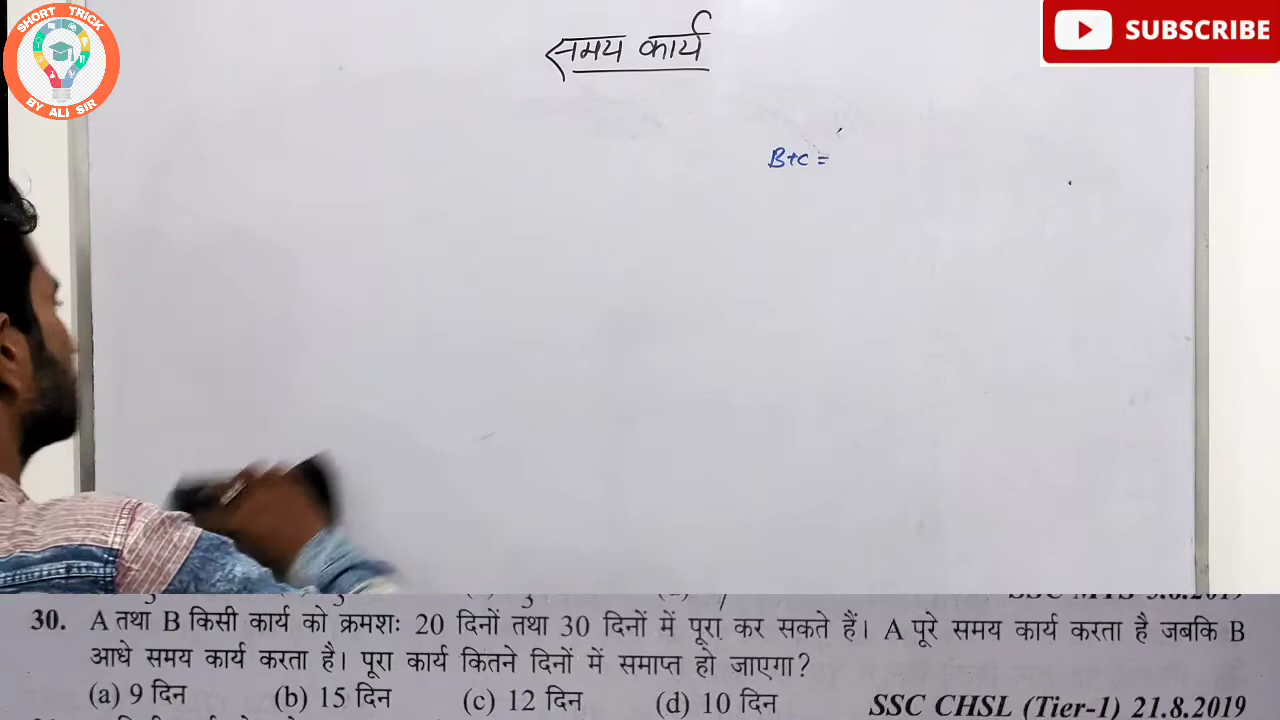 SHORT TRICK
BY ALI SIR
SUBSCRIBE
समय कार्य
B+C =
30. A तथा B किसी कार्य को क्रमशः 20 दिनों तथा 30 दिनों में पूरा कर सकते हैं। A पूरे समय कार्य करता है जबकि B
आधे समय कार्य करता है। पूरा कार्य कितने दिनों में समाप्त हो जाएगा?
(a) 9 दिन (b) 15 दिन (c) 12 दिन (d) 10 दिन SSC CHSL (Tier-1) 21.8.2019